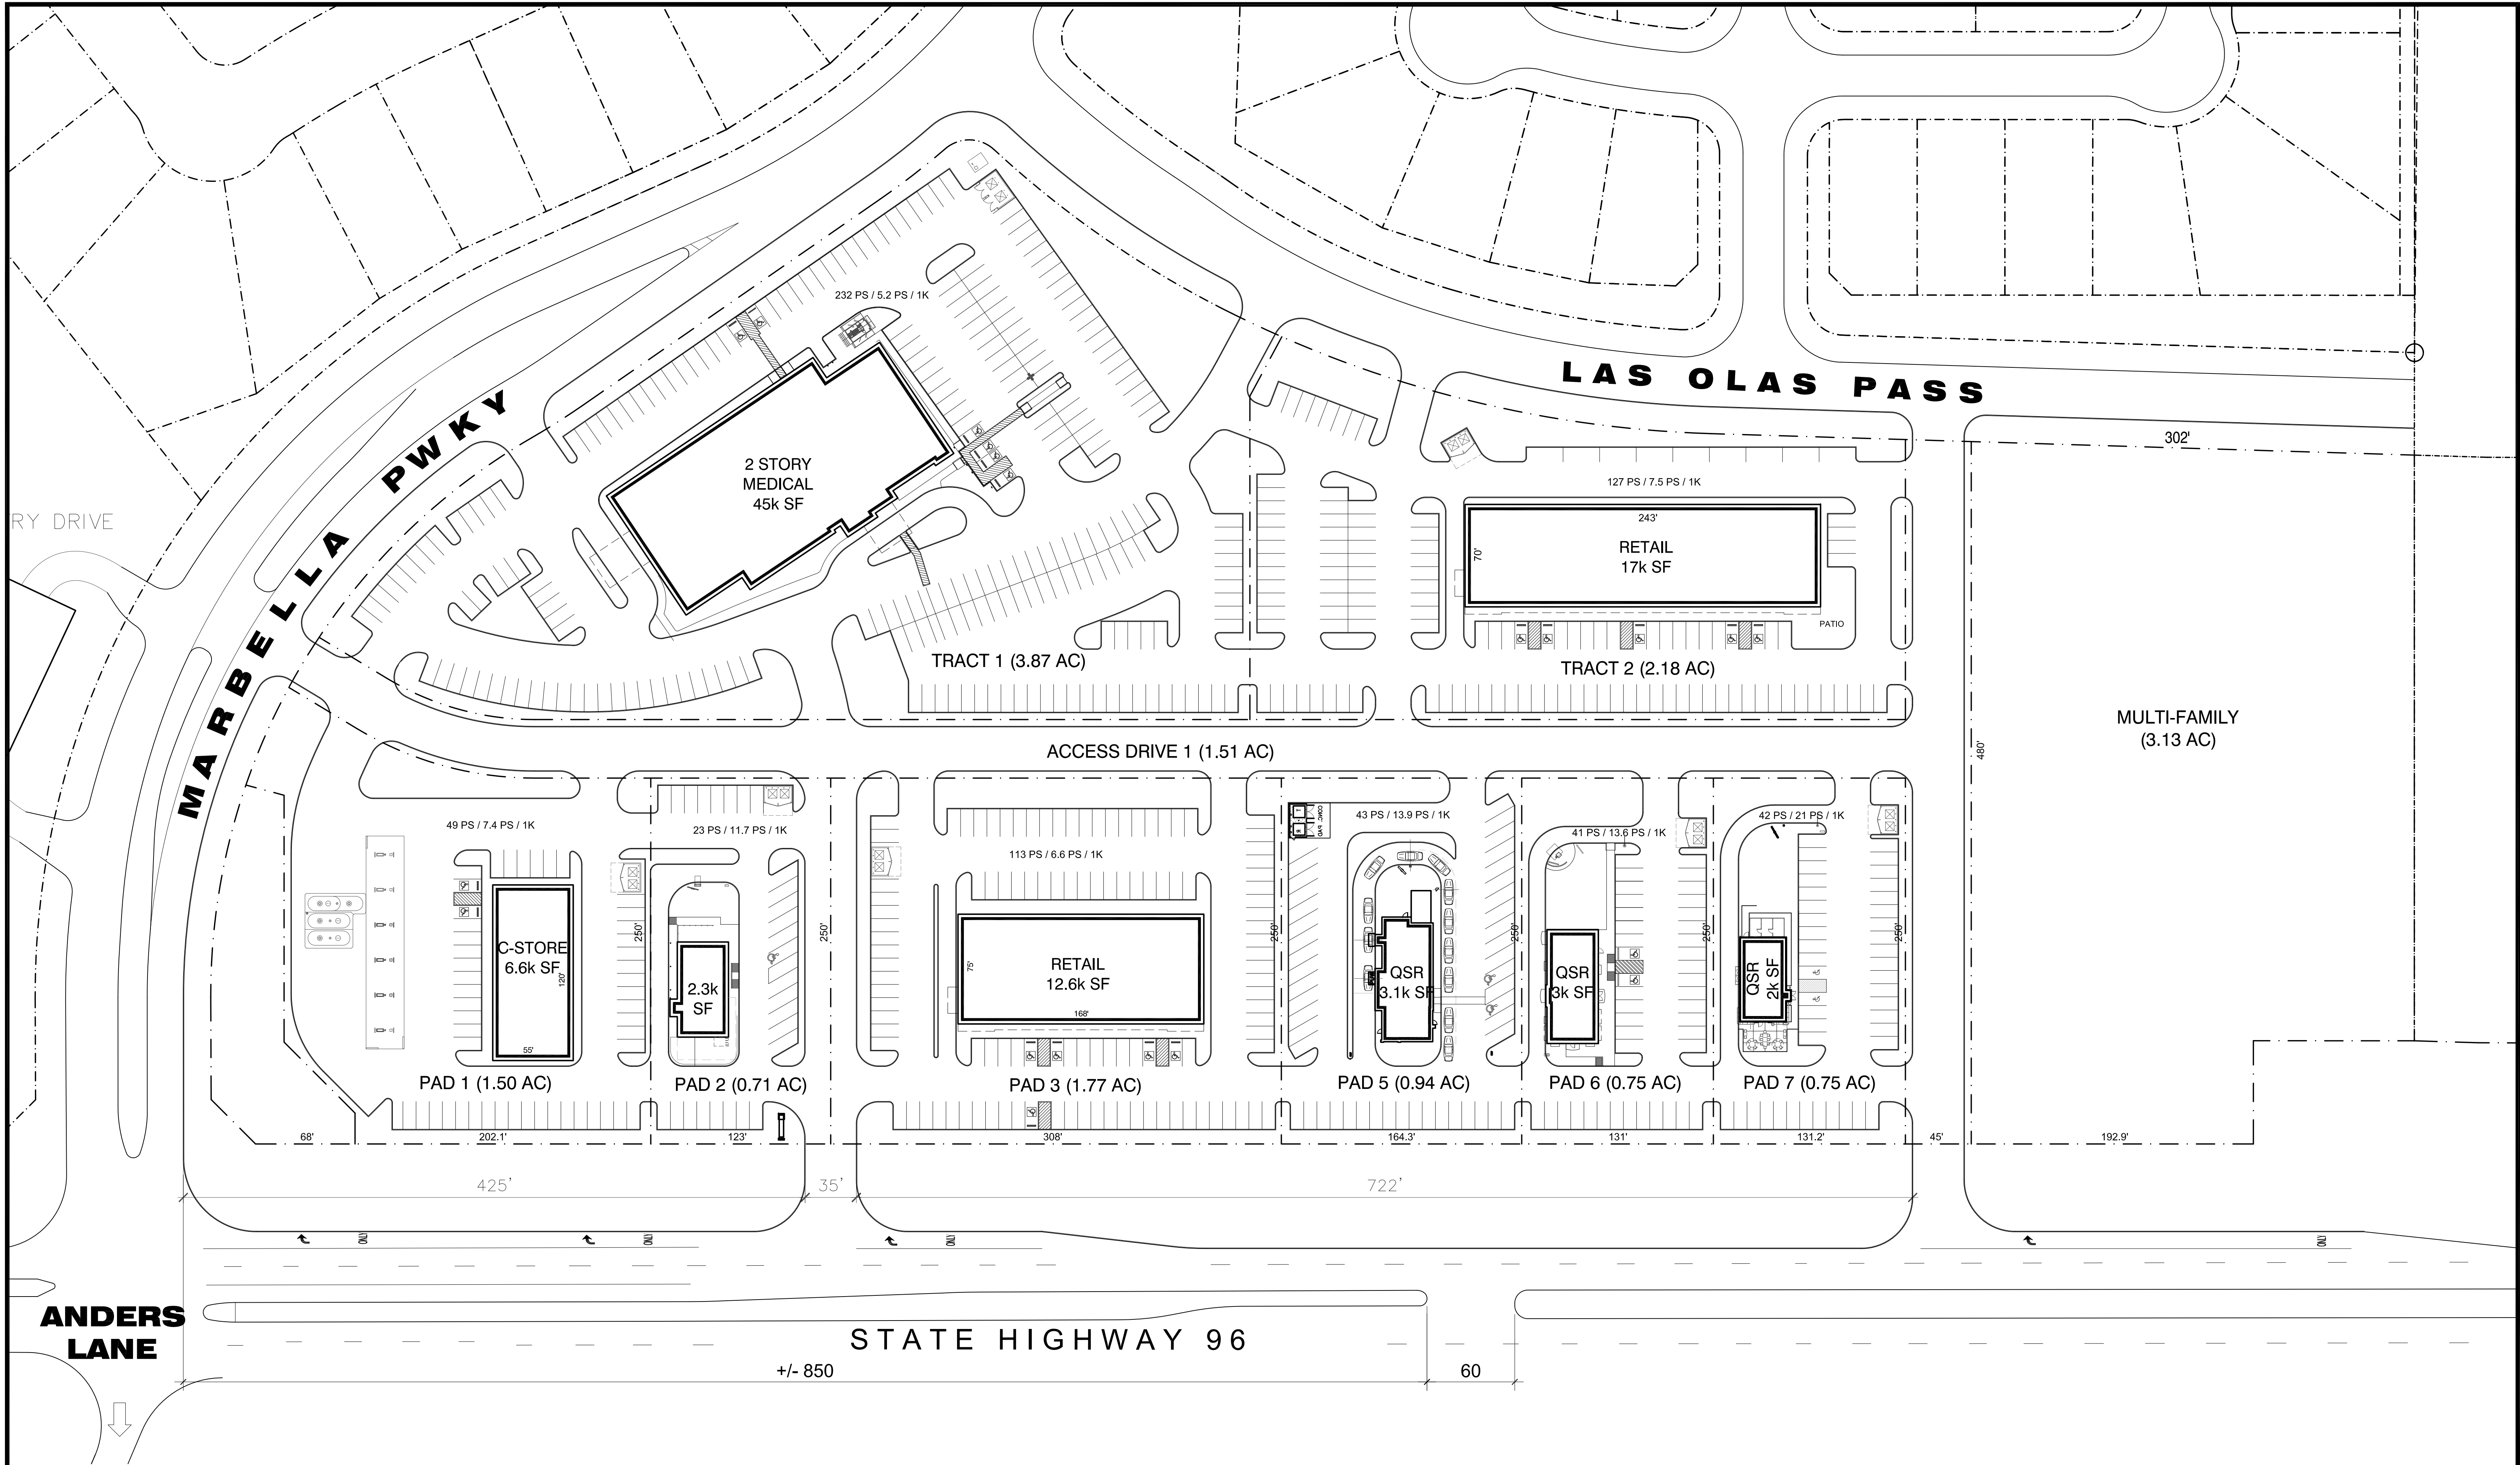 232 PS / 5.2 PS / 1K
LAS OLAS PASS
302'
MARBELLA PWKY
2 STORY
MEDICAL
45k SF
127 PS / 7.5 PS / 1K
243'
70'
RETAIL
17k SF
RY DRIVE
PATIO
TRACT 1 (3.87 AC)
TRACT 2 (2.18 AC)
MULTI-FAMILY
(3.13 AC)
480'
ACCESS DRIVE 1 (1.51 AC)
49 PS / 7.4 PS / 1K
23 PS / 11.7 PS / 1K
113 PS / 6.6 PS / 1K
T
R
CONC. PAD
43 PS / 13.9 PS / 1K
41 PS / 13.6 PS / 1K
42 PS / 21 PS / 1K
C-STORE
6.6k SF
120'
55'
250'
2.3k
SF
250'
75'
RETAIL
12.6k SF
168'
250'
QSR
3.1k SF
250'
QSR
3k SF
250'
QSR
2k SF
250'
PAD 1 (1.50 AC)
PAD 2 (0.71 AC)
PAD 3 (1.77 AC)
PAD 5 (0.94 AC)
PAD 6 (0.75 AC)
PAD 7 (0.75 AC)
68'
202.1'
123'
308'
164.3'
131'
131.2'
45'
192.9'
425'
35'
722'
ONLY
ONLY
ONLY
ONLY
ANDERS
LANE
STATE HIGHWAY 96
+/- 850
60